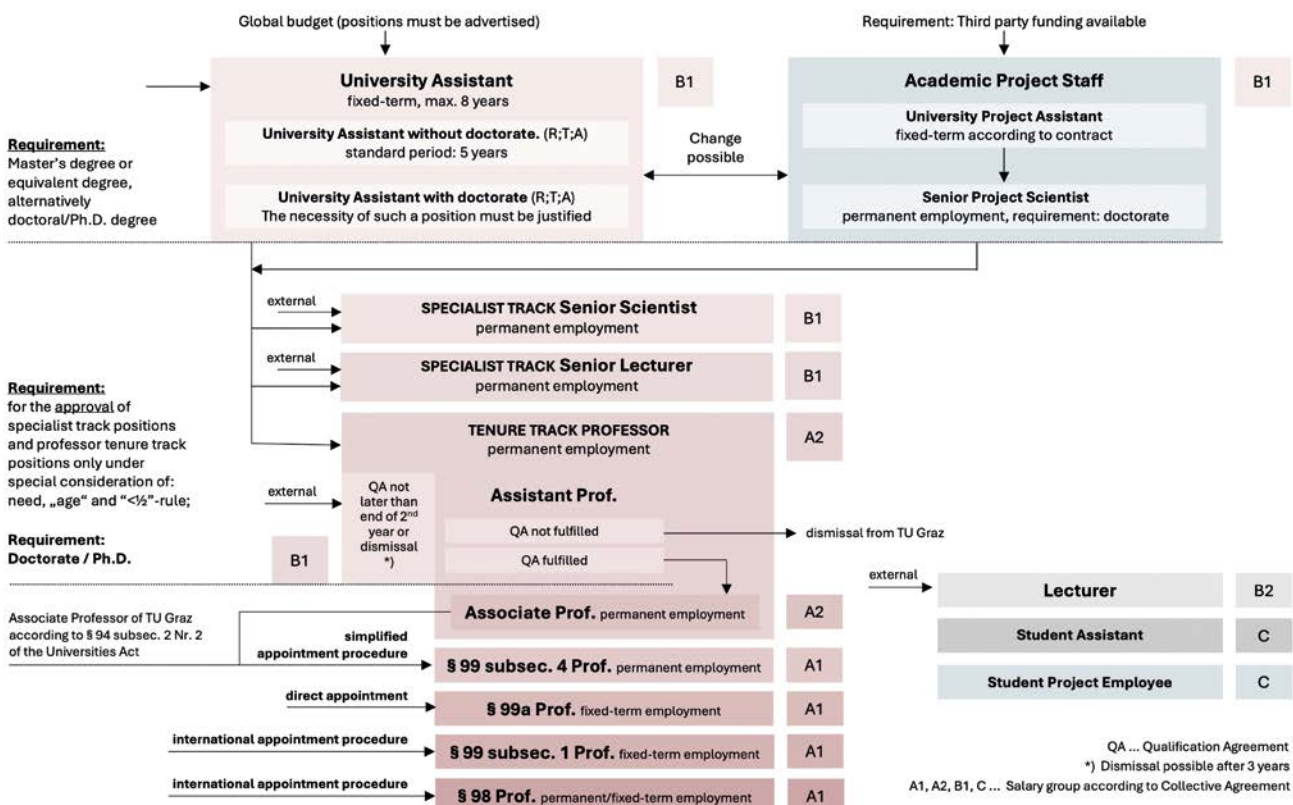 Global budget (positions must be advertised)
Requirement: Third party funding available
University Assistant
fixed-term, max. 8 years
B1
Academic Project Staff
B1
University Assistant without doctorate. (R;T;A)
standard period: 5 years
University Project Assistant
fixed-term according to contract
Change
possible
Requirement:
Master's degree or
equivalent degree,
alternatively
doctoral/Ph.D. degree
University Assistant with doctorate (R;T;A)
The necessity of such a position must be justified
Senior Project Scientist
permanent employment, requirement: doctorate
external
SPECIALIST TRACK Senior Scientist
permanent employment
B1
external
SPECIALIST TRACK Senior Lecturer
permanent employment
B1
Requirement:
for the approval of
specialist track positions
and professor tenure track
positions only under
special consideration of:
need, „age“ and “<½”-rule;
TENURE TRACK PROFESSOR
permanent employment
A2
external
QA not
later than
end of 2nd
year or
dismissal
*)
Assistant Prof.
QA not fulfilled
dismissal from TU Graz
QA fulfilled
Requirement:
Doctorate / Ph.D.
B1
external
Lecturer
B2
Associate Prof. permanent employment
A2
Associate Professor of TU Graz
according to § 94 subsec. 2 Nr. 2
of the Universities Act
Student Assistant
C
simplified
appointment procedure
§ 99 subsec. 4 Prof. permanent employment
A1
Student Project Employee
C
direct appointment
§ 99a Prof. fixed-term employment
A1
international appointment procedure
§ 99 subsec. 1 Prof. fixed-term employment
A1
international appointment procedure
§ 98 Prof. permanent/fixed-term employment
A1
QA ... Qualification Agreement
*) Dismissal possible after 3 years
A1, A2, B1, C ... Salary group according to Collective Agreement